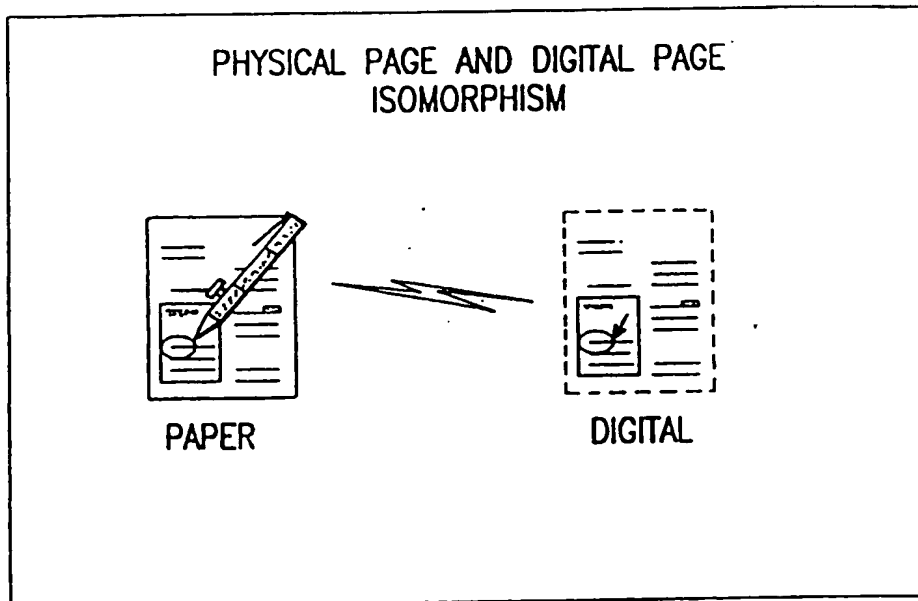 PHYSICAL PAGE AND DIGITAL PAGE
ISOMORPHISM
PAPER
DIGITAL